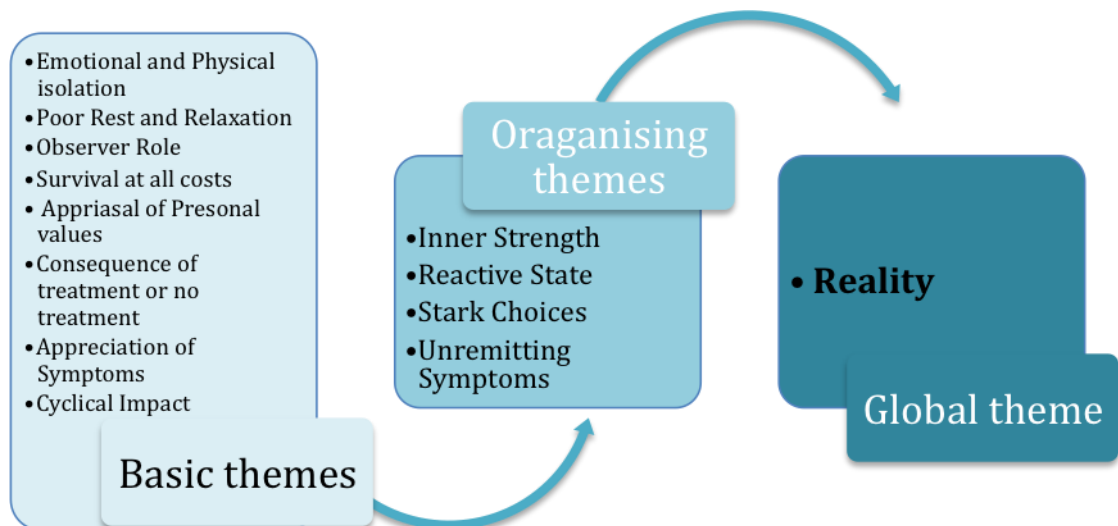 •Emotional and Physical
isolation
•Poor Rest and Relaxation
•Observer Role
•Survival at all costs
• Appriasal of Presonal
values
•Consequence of
treatment or no
treatment
•Appreciation of
Symptoms
•Cyclical Impact
Basic themes
Oraganising
themes
•Inner Strength
•Reactive State
•Stark Choices
•Unremitting
Symptoms
• Reality
Global theme